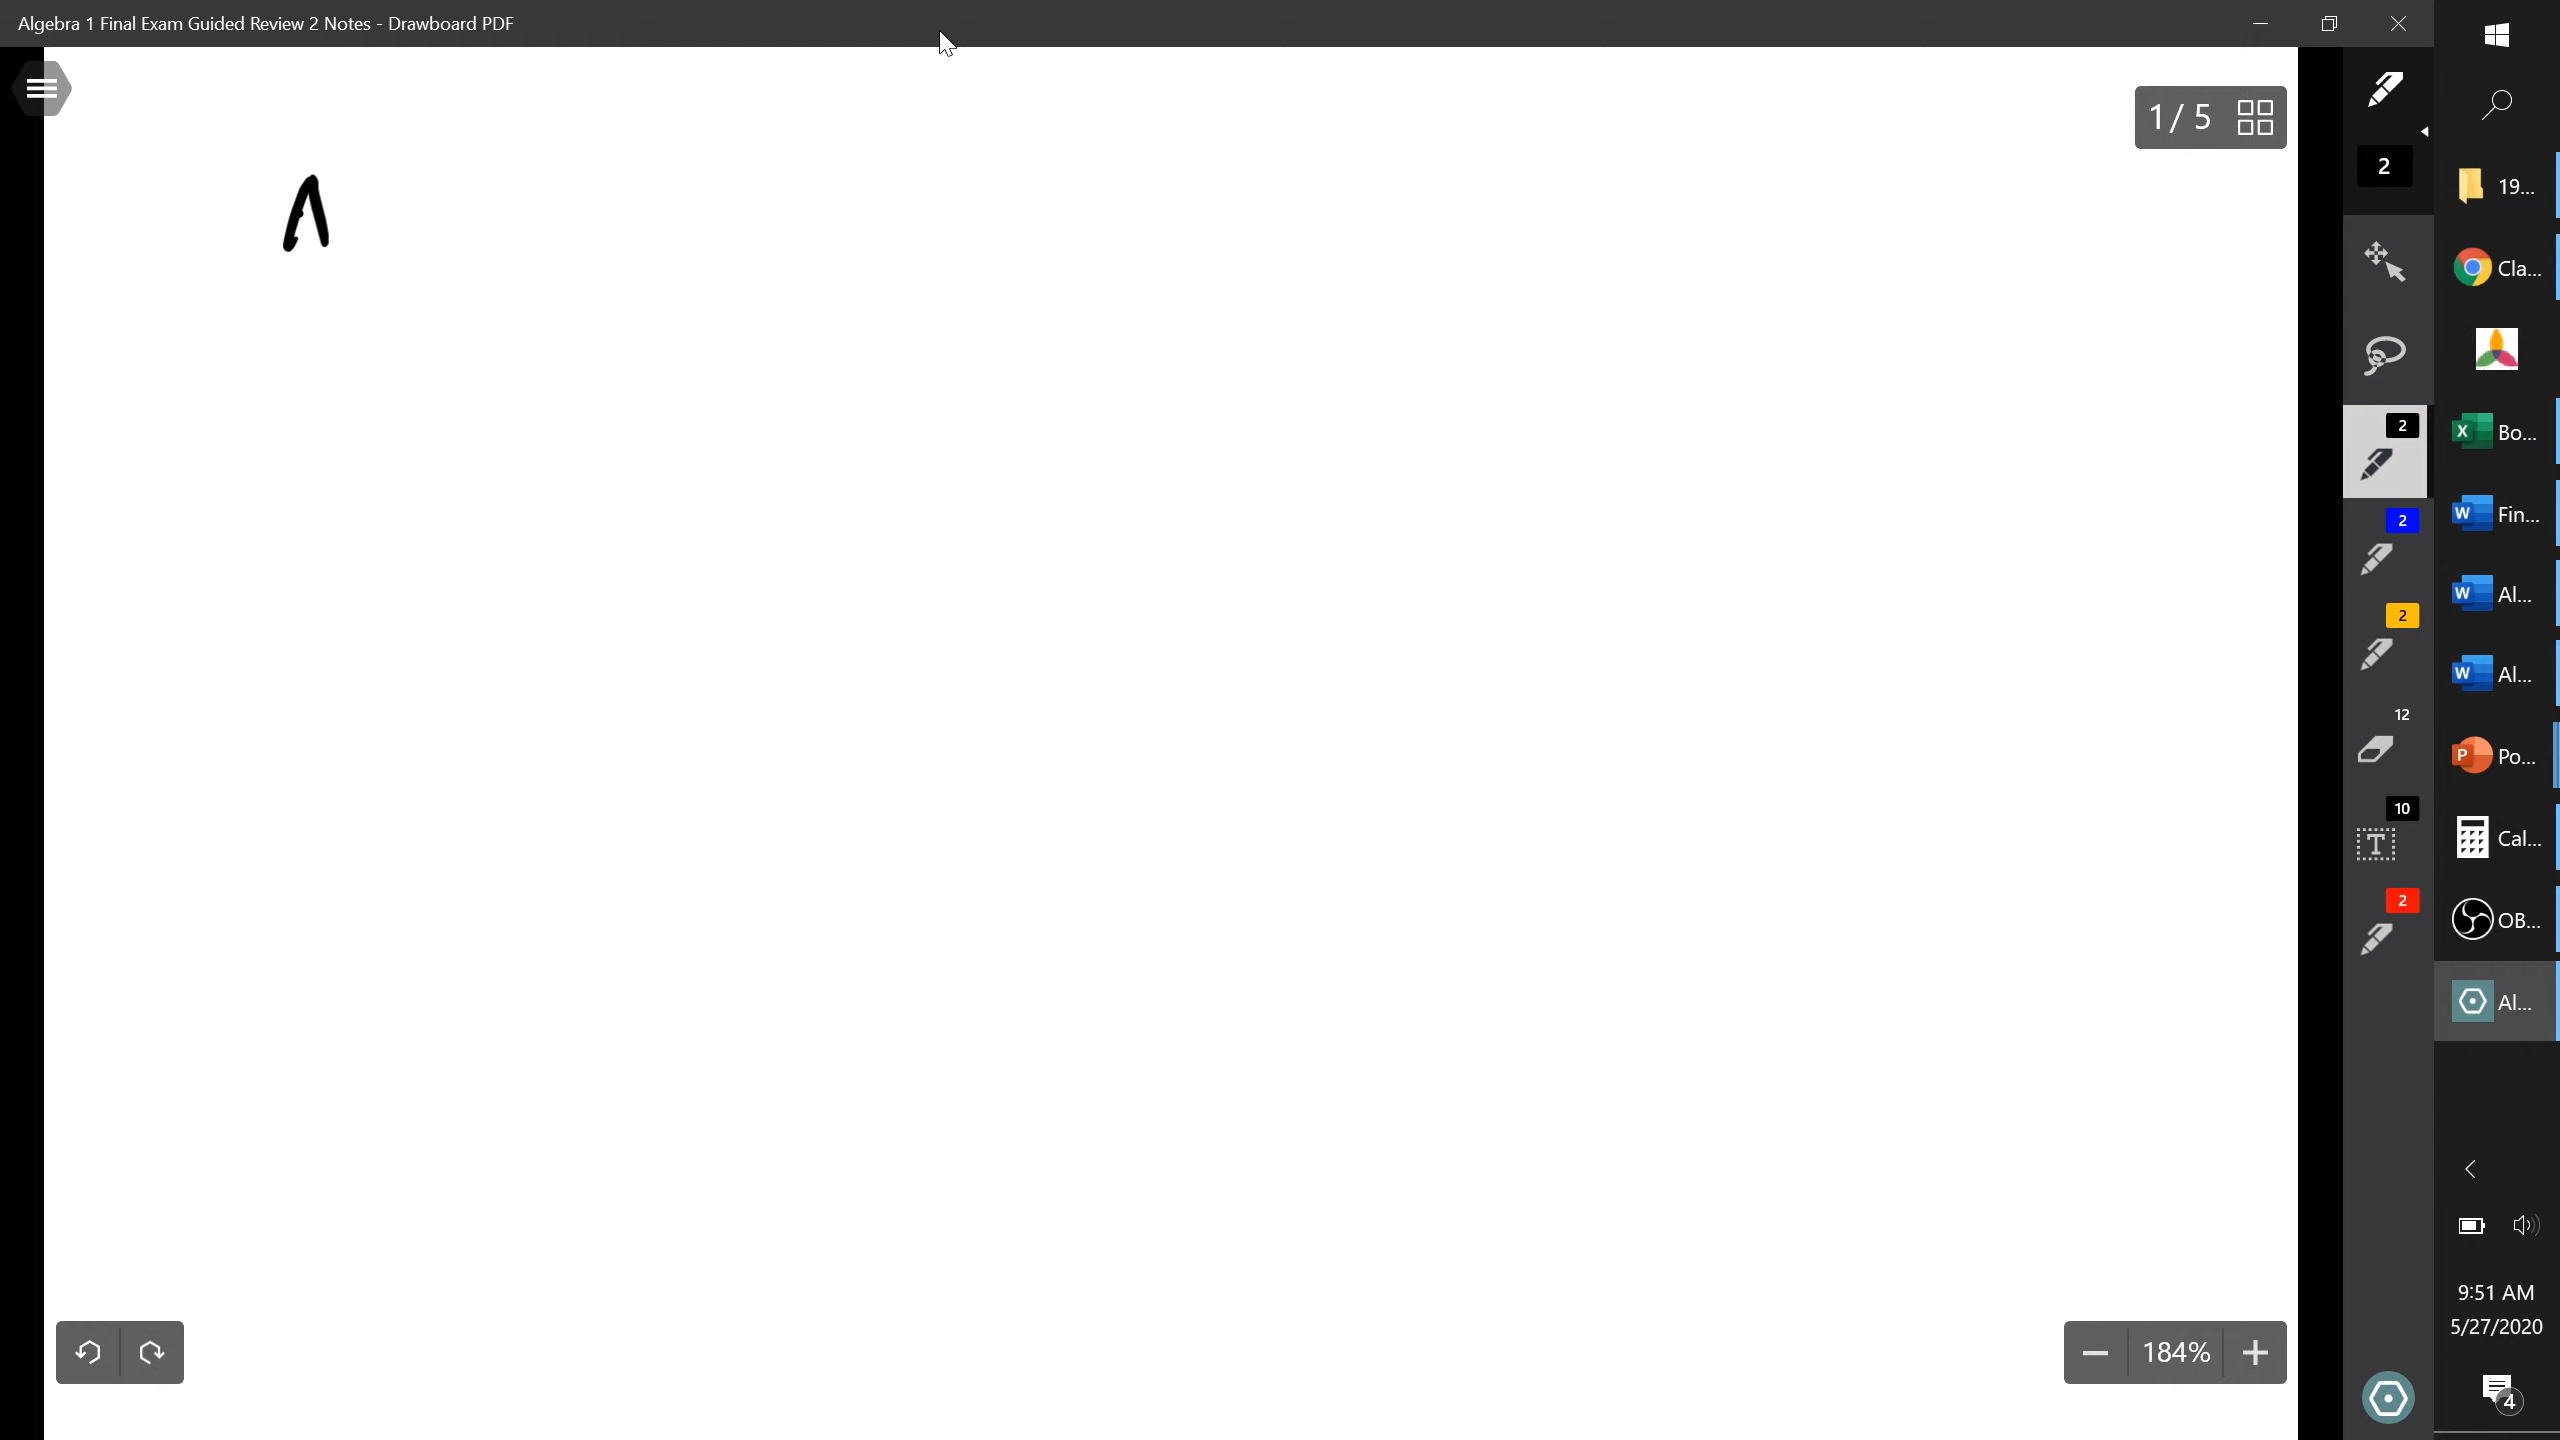 Algebra 1 Final Exam Guided Review 2 Notes - Drawboard PDF
1 / 5
2
19...
Cla...
2
Bo...
2
Fin...
2
Al...
12
Al...
Po...
10
T
Cal...
2
OB...
Al...
9:51 AM
5/27/2020
184%
4